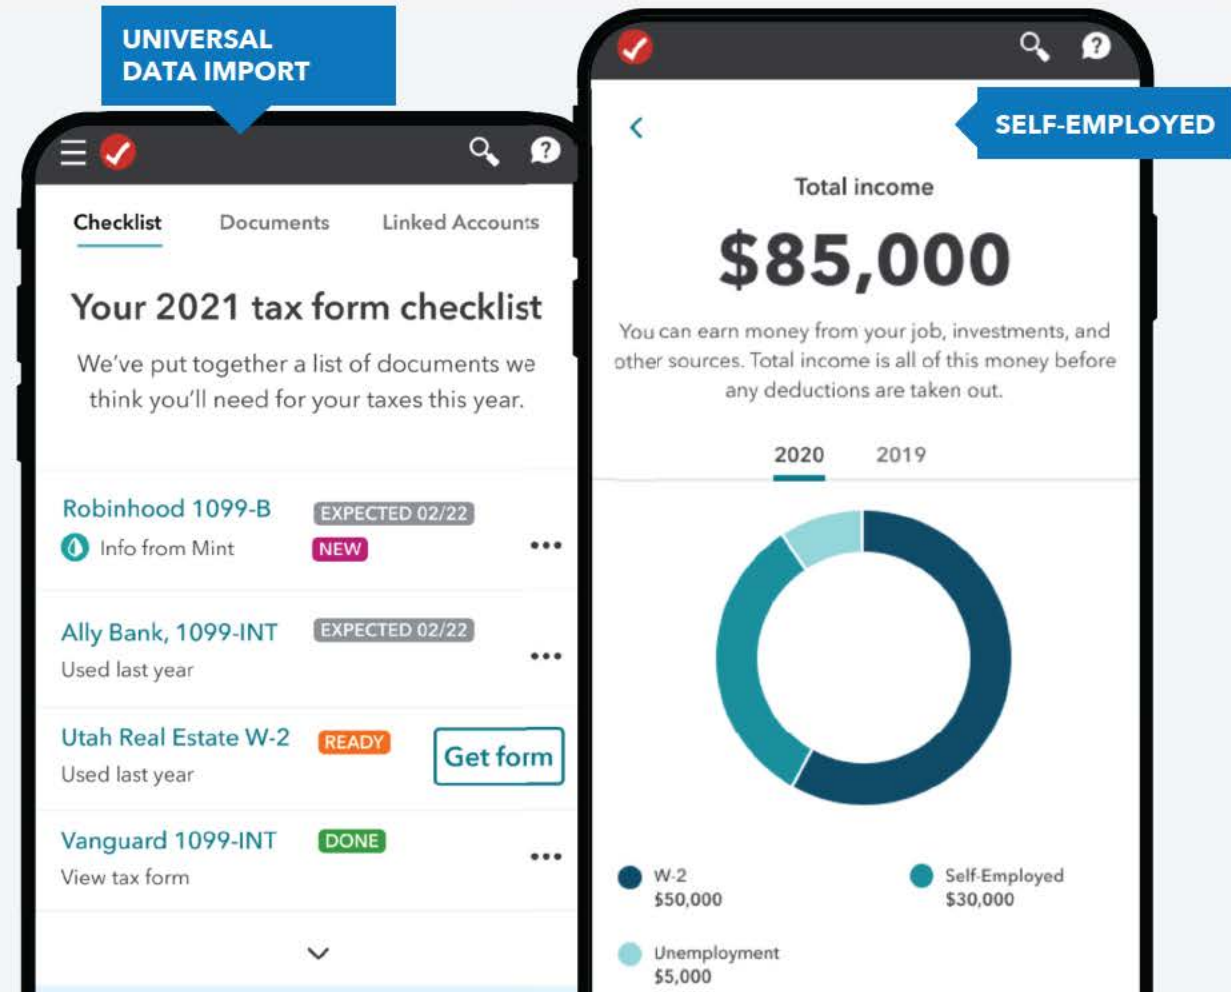 UNIVERSAL
DATA IMPORT
Checklist Documents Linked Accounts
Your 2021 tax form checklist
We've put together a list of documents we
think you'll need for your taxes this year.
Robinhood 1099-B EXPECTED 02/22
Info from Mint NEW
Ally Bank, 1099-INT EXPECTED 02/22
Used last year
Utah Real Estate W-2 READY Get form
Used last year
Vanguard 1099-INT DONE
View tax form
SELF-EMPLOYED
Total income
$85,000
You can earn money from your job, investments, and
other sources. Total income is all of this money before
any deductions are taken out.
2020 2019
W-2 Self-Employed
$50,000 $30,000
Unemployment
$5,000